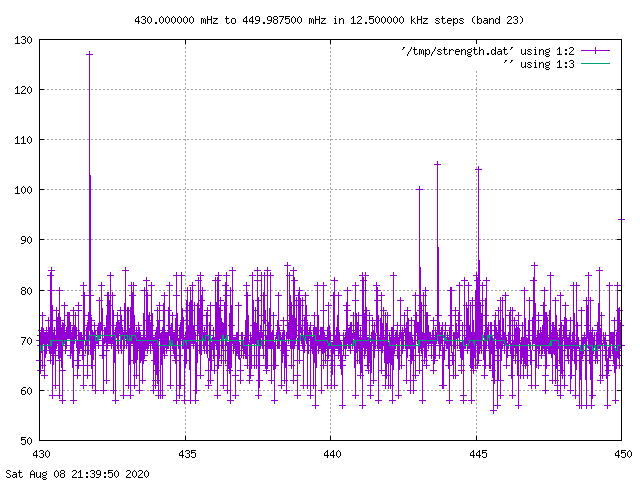 430.000000 mHz to 449.987500 mHz in 12.500000 kHz steps (band 23)
130
'/tmp/strength.dat' using 1:2
'' using 1:3
120
110
100
90
80
70
60
50
430 435 440 445 450
Sat Aug 08 21:39:50 2020